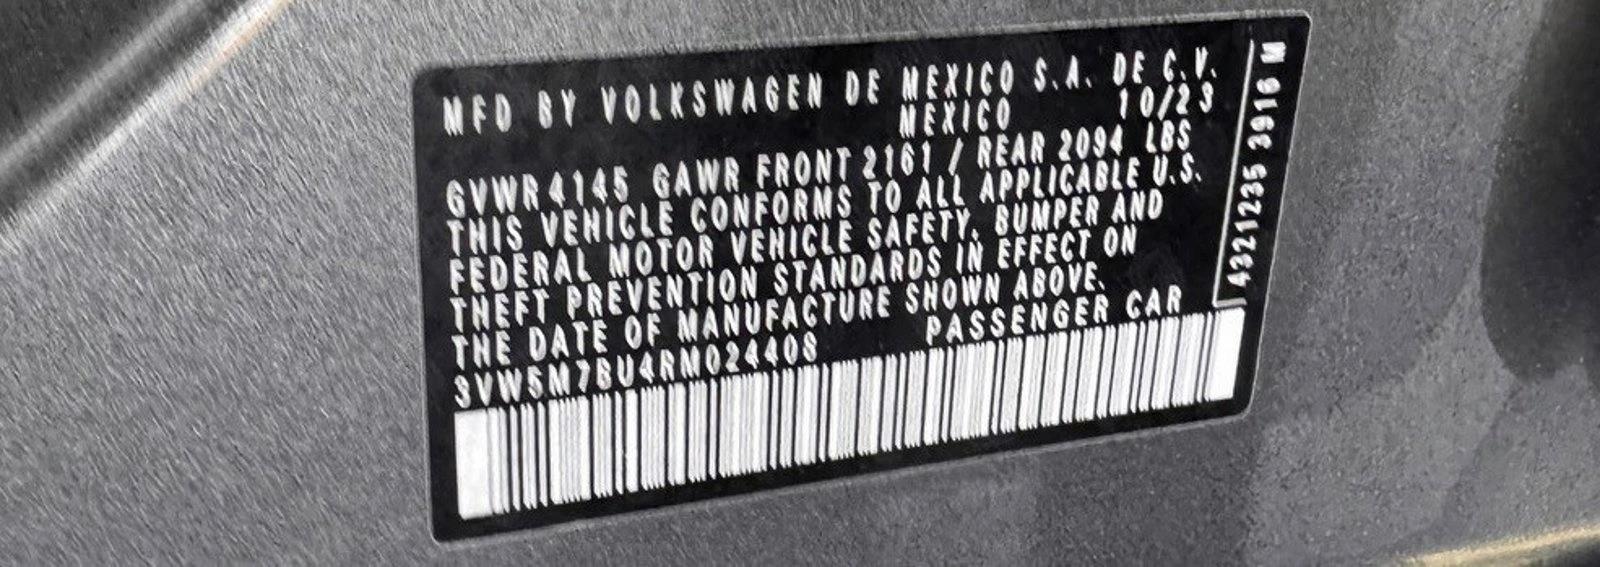 MFD BY VOLKSWAGEN DE MEXICO S.A. DE C.V.
MEXICO 10/23
GVWR 4145 GAWR FRONT 2161 / REAR 2094 LBS
THIS VEHICLE CONFORMS TO ALL APPLICABLE U.S.
FEDERAL MOTOR VEHICLE SAFETY, BUMPER AND
THEFT PREVENTION STANDARDS IN EFFECT ON
THE DATE OF MANUFACTURE SHOWN ABOVE.
3VW5M7BU4RM024408 PASSENGER CAR
4321235 3916 M